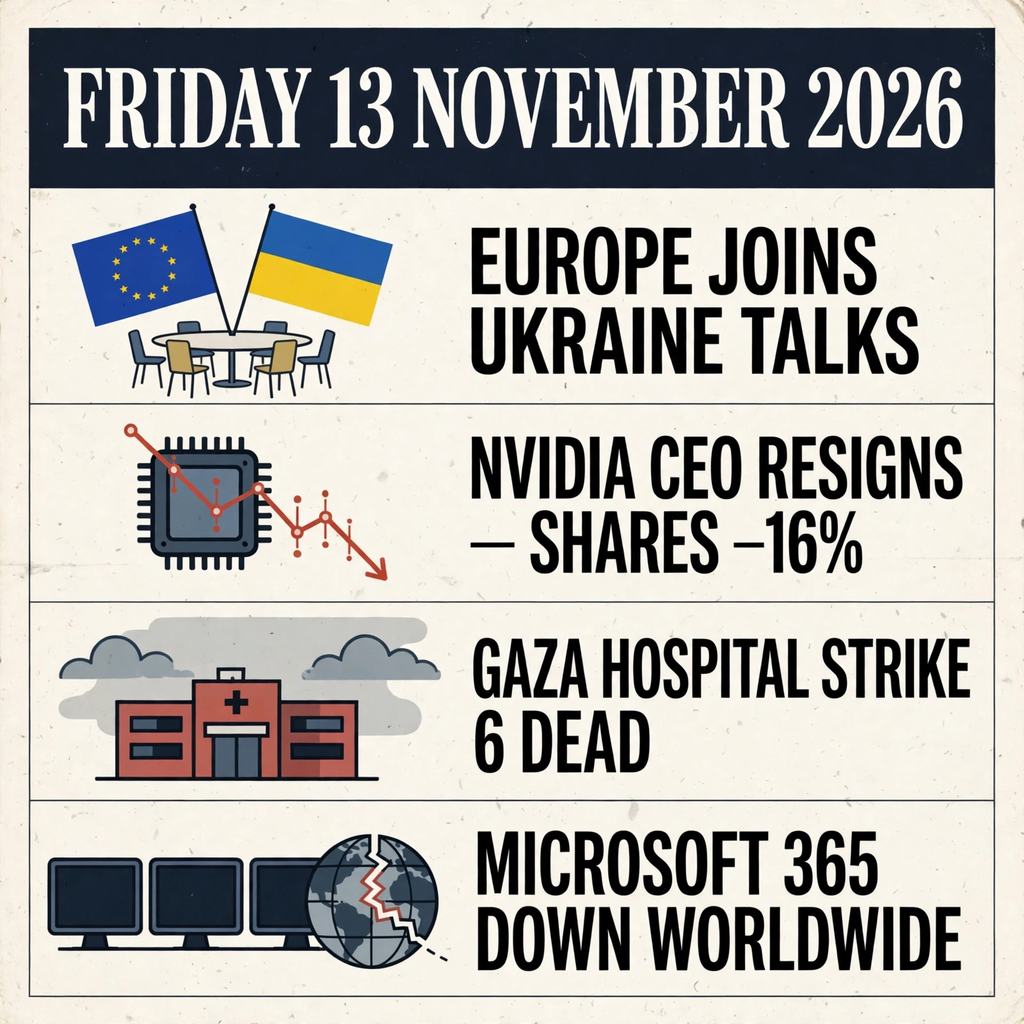 FRIDAY 13 NOVEMBER 2026
EUROPE JOINS
UKRAINE TALKS
NVIDIA CEO RESIGNS
— SHARES –16%
GAZA HOSPITAL STRIKE
6 DEAD
MICROSOFT 365
DOWN WORLDWIDE